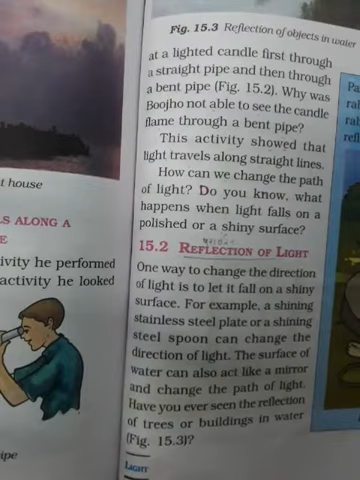 Fig. 15.3 Reflection of objects in water
at a lighted candle first through
a straight pipe and then through
a bent pipe (Fig. 15.2). Why was
Boojho not able to see the candle
flame through a bent pipe?
This activity showed that
light travels along straight lines.
How can we change the path
of light? Do you know, what
happens when light falls on a
polished or a shiny surface?
15.2 REFLECTION OF LIGHT
One way to change the direction
of light is to let it fall on a shiny
surface. For example, a shining
stainless steel plate or a shining
steel spoon can change the
direction of light. The surface of
water can also act like a mirror
and change the path of light.
Have you ever seen the reflection
of trees or buildings in water
(Fig. 15.3)?
LIGHT
t house
LS ALONG A
E
ivity he performed
activity he looked
ipe
Pa
ral
rab
refl